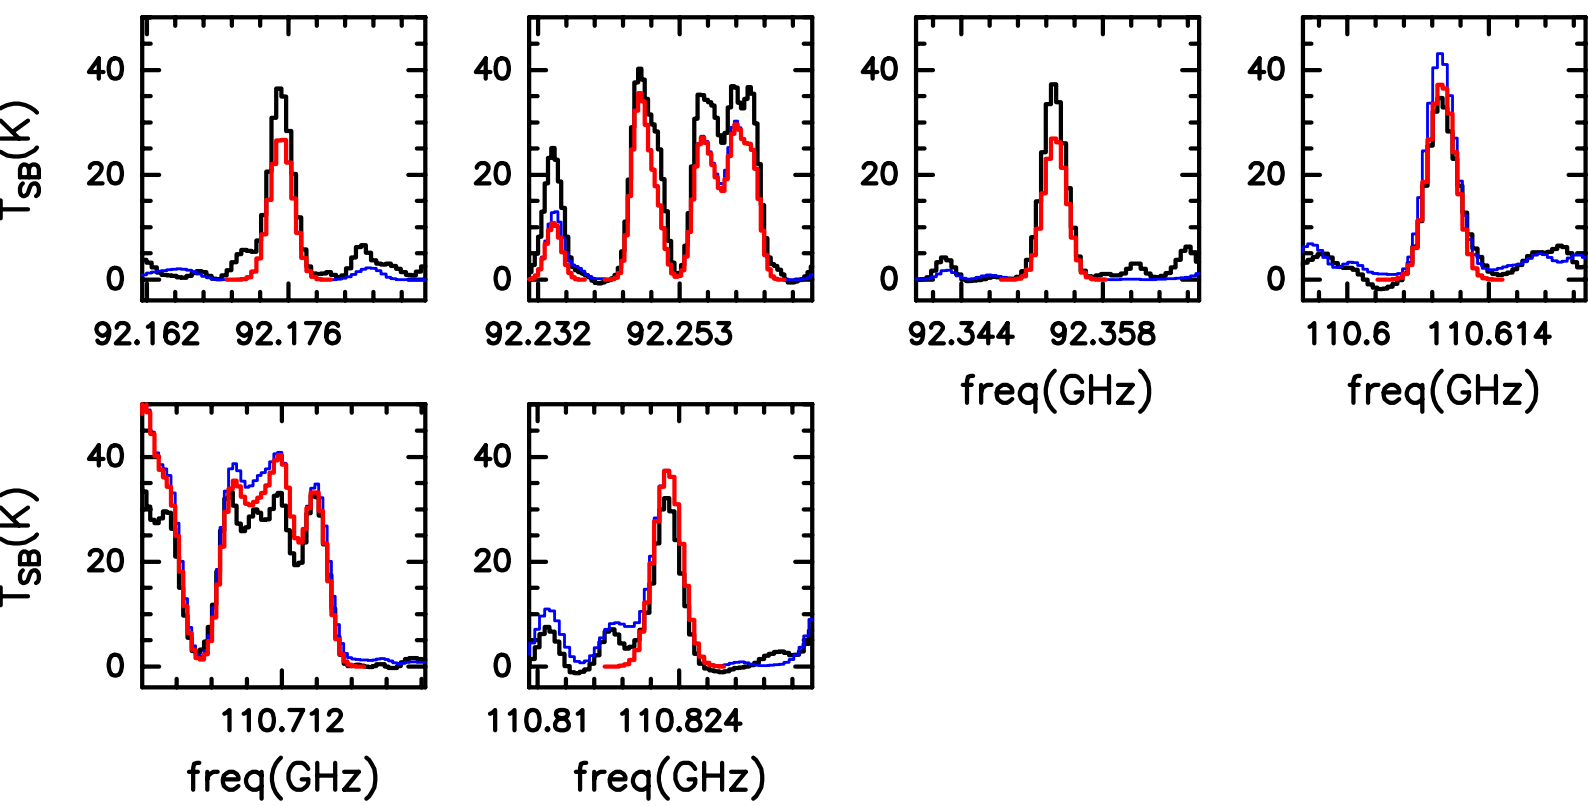 40 40 40 40
20 20 20 20
0 0 0 0
T_SB(K)
92.162 92.176 92.232 92.253 92.344 92.358 110.6 110.614
freq(GHz) freq(GHz)
40 40
20 20
0 0
T_SB(K)
110.712 110.81 110.824
freq(GHz) freq(GHz)